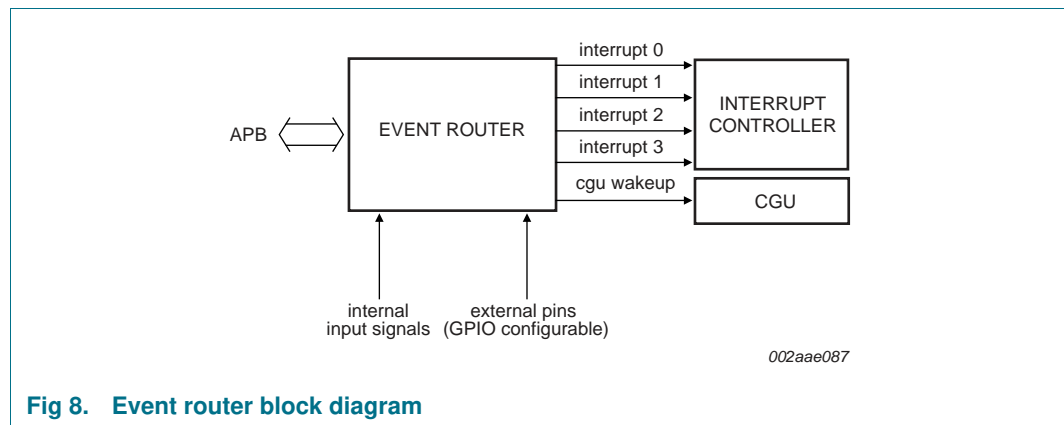 interrupt 0
interrupt 1
interrupt 2
interrupt 3
cgu wakeup
APB
EVENT ROUTER
INTERRUPT
CONTROLLER
CGU
internal
input signals
external pins
(GPIO configurable)
002aae087
Fig 8. Event router block diagram